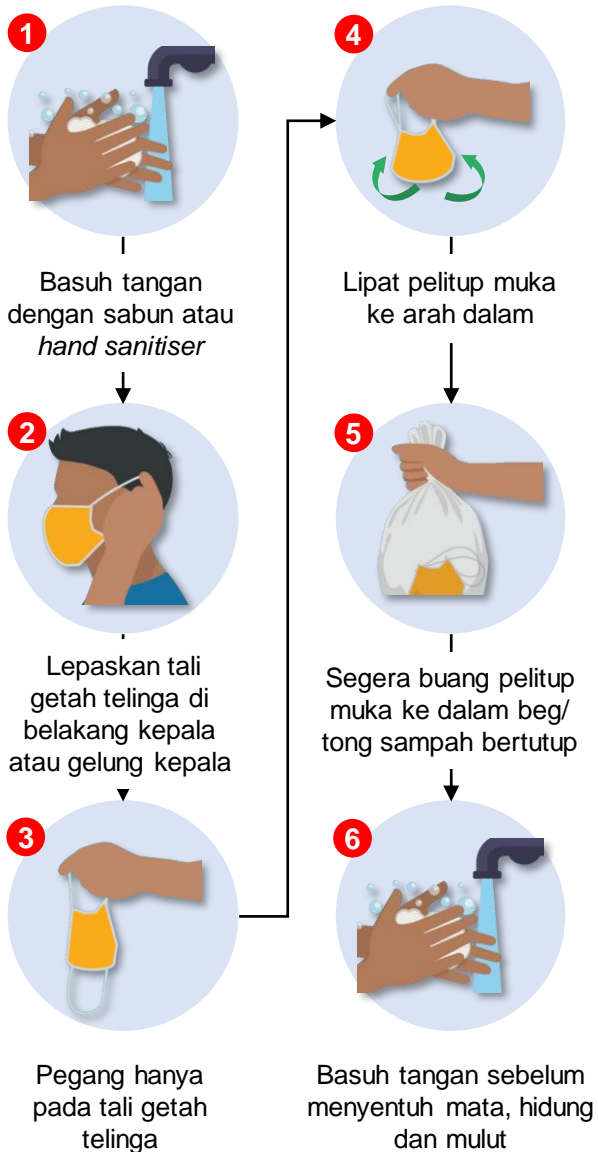 1
Basuh tangan
dengan sabun atau
hand sanitiser
2
Lepaskan tali
getah telinga di
belakang kepala
atau gelung kepala
3
Pegang hanya
pada tali getah
telinga
4
Lipat pelitup muka
ke arah dalam
5
Segera buang pelitup
muka ke dalam beg/
tong sampah bertutup
6
Basuh tangan sebelum
menyentuh mata, hidung
dan mulut